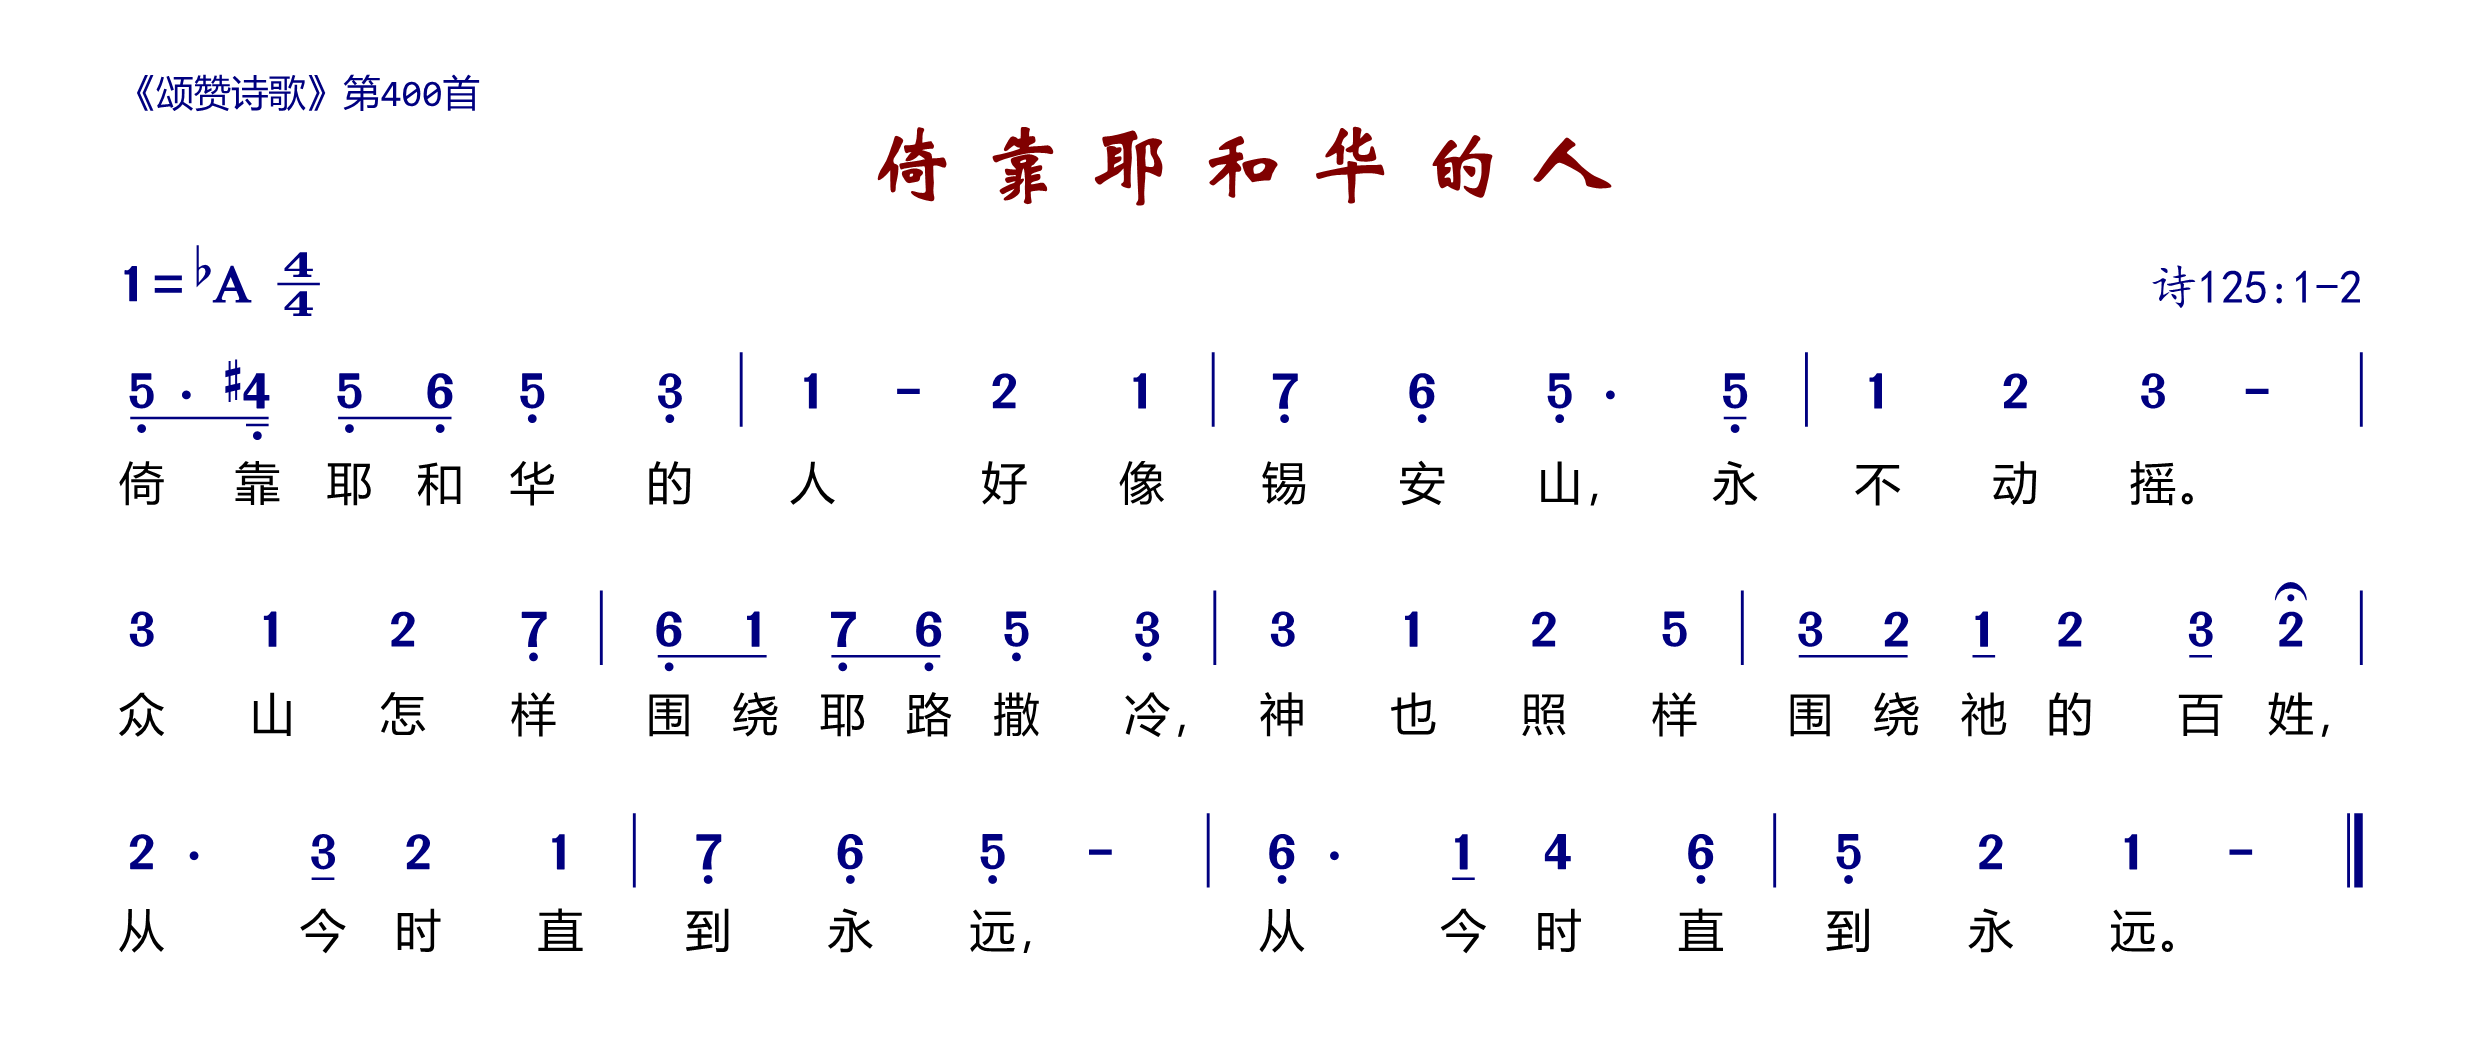 《颂赞诗歌》第400首
倚靠耶和华的人
1=♭A 4/4
诗125:1-2
5 · #4 5 6 5 3 | 1 - 2 1 | 7 6 5 · 5 | 1 2 3 - |
倚靠耶和华的人好像锡安山,永不动摇。
3 1 2 7 | 6 1 7 6 5 3 | 3 1 2 5 | 3 2 1 2 3 2 |
众山怎样围绕耶路撒冷,神也照样围绕祂的百姓,
2 · 3 2 1 | 7 6 5 - | 6 · 1 4 6 | 5 2 1 - ‖
从今时直到永远,从今时直到永远。